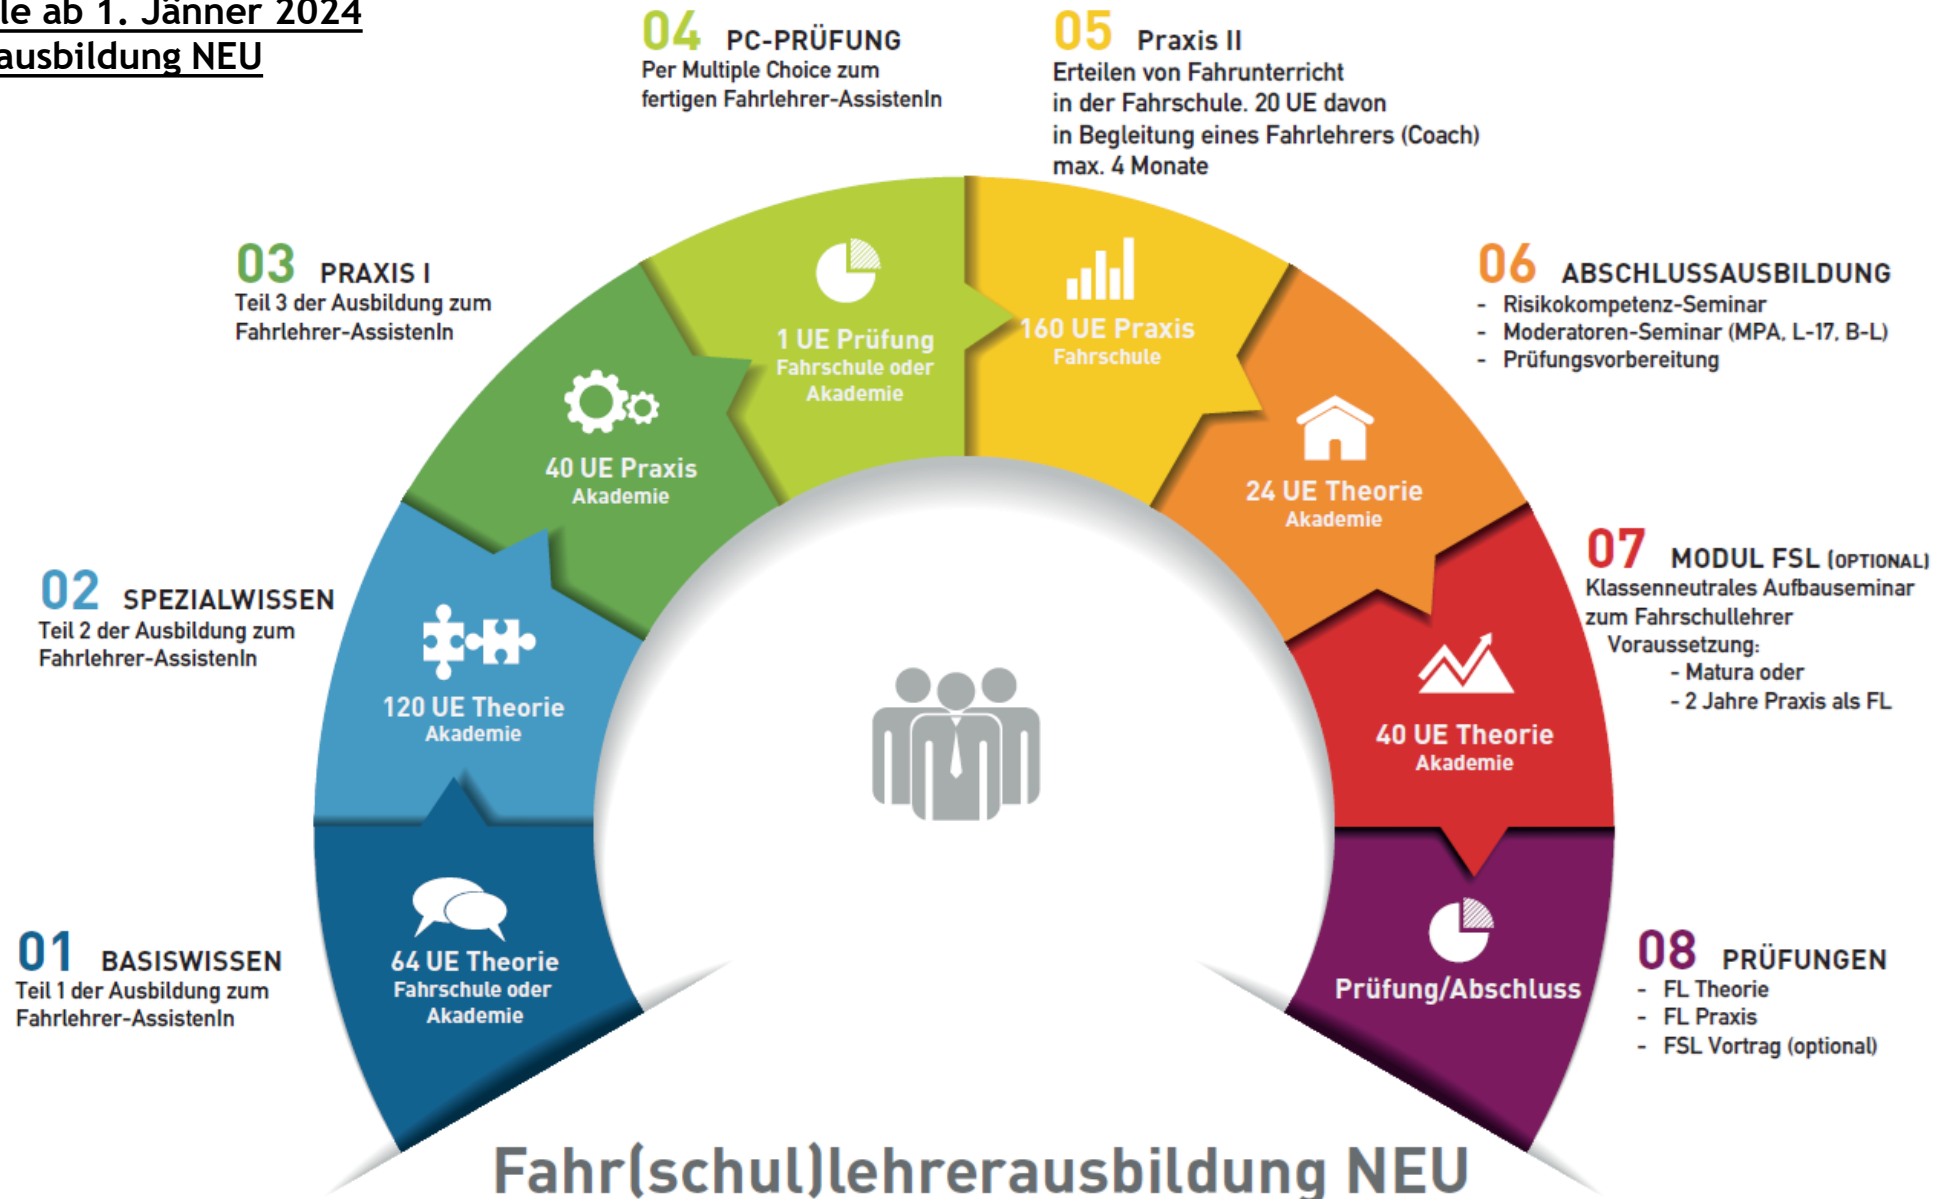 le ab 1. Jänner 2024
ausbildung NEU
04 PC-PRÜFUNG
Per Multiple Choice zum
fertigen Fahrlehrer-AssistenIn
05 Praxis II
Erteilen von Fahrunterricht
in der Fahrschule. 20 UE davon
in Begleitung eines Fahrlehrers (Coach)
max. 4 Monate
03 PRAXIS I
Teil 3 der Ausbildung zum
Fahrlehrer-AssistenIn
06 ABSCHLUSSAUSBILDUNG
- Risikokompetenz-Seminar
- Moderatoren-Seminar (MPA, L-17, B-L)
- Prüfungsvorbereitung
1 UE Prüfung
Fahrschule oder
Akademie
160 UE Praxis
Fahrschule
40 UE Praxis
Akademie
24 UE Theorie
Akademie
02 SPEZIALWISSEN
Teil 2 der Ausbildung zum
Fahrlehrer-AssistenIn
07 MODUL FSL (OPTIONAL)
Klassenneutrales Aufbauseminar
zum Fahrschullehrer
Voraussetzung:
- Matura oder
- 2 Jahre Praxis als FL
120 UE Theorie
Akademie
40 UE Theorie
Akademie
01 BASISWISSEN
Teil 1 der Ausbildung zum
Fahrlehrer-AssistenIn
64 UE Theorie
Fahrschule oder
Akademie
Prüfung/Abschluss
08 PRÜFUNGEN
- FL Theorie
- FL Praxis
- FSL Vortrag (optional)
Fahr(schul)lehrerausbildung NEU